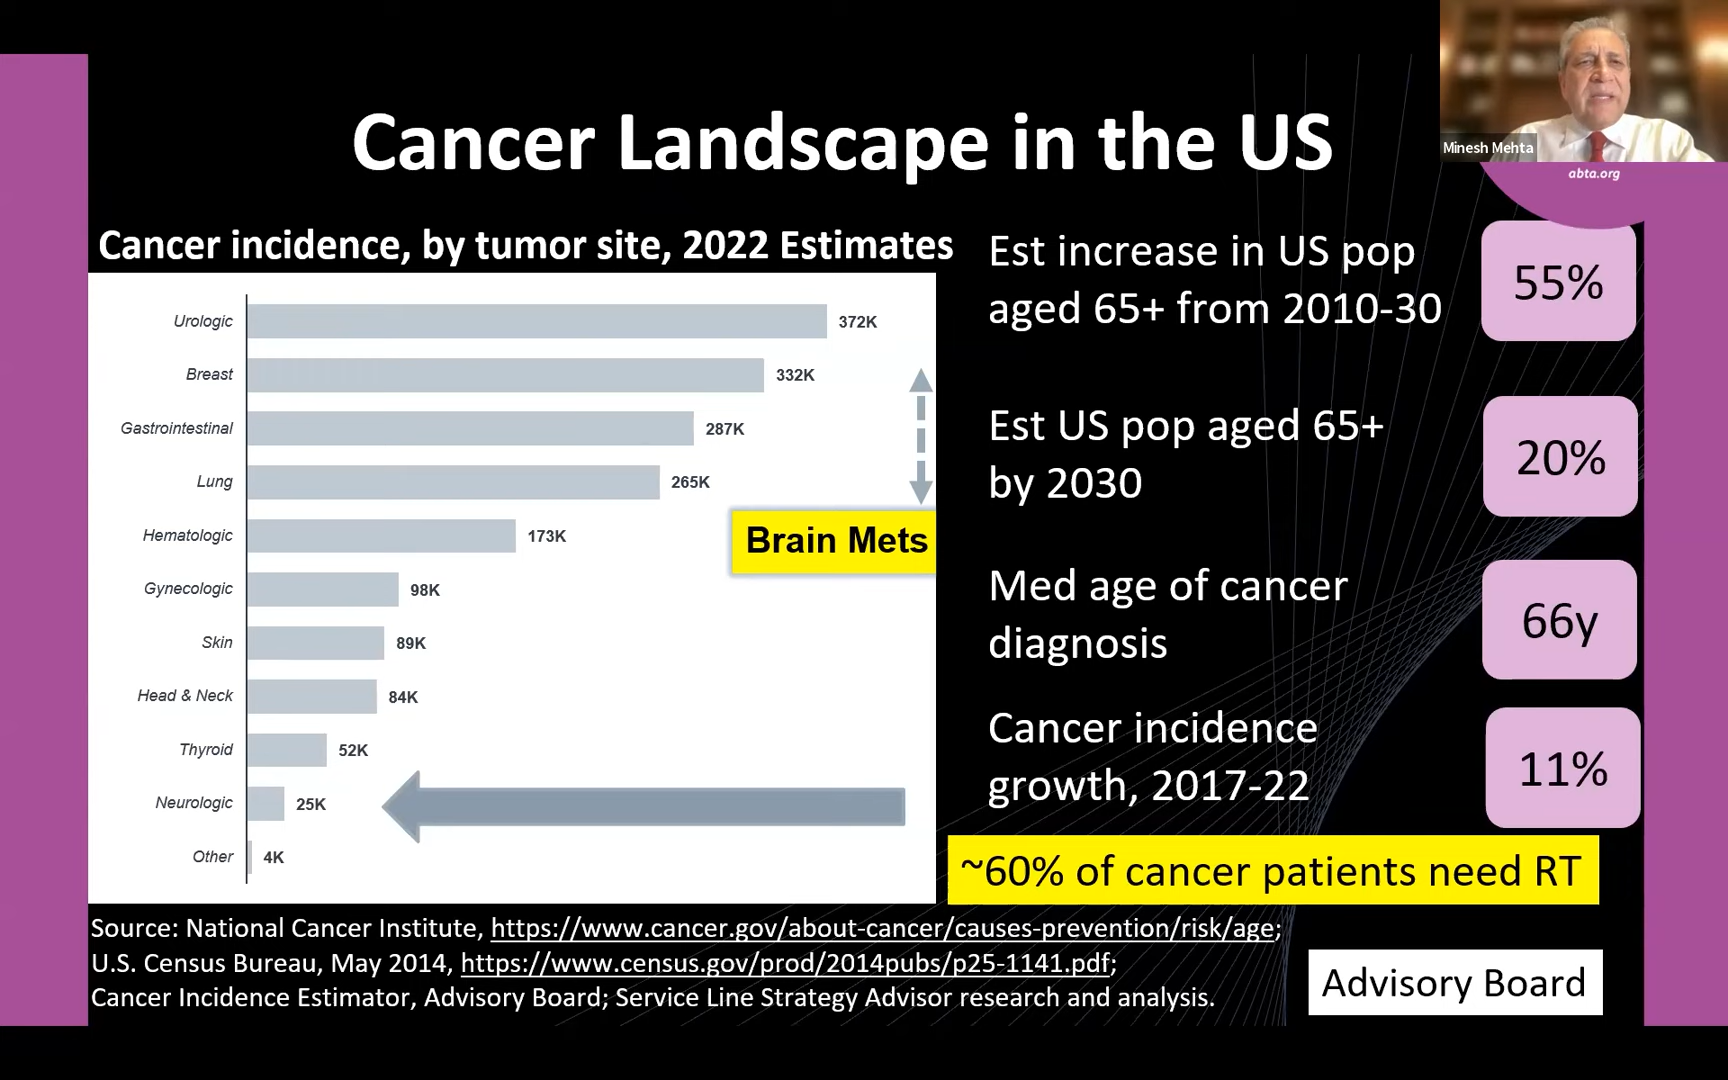 Cancer Landscape in the US
Minesh Mehta
abta.org
Cancer incidence, by tumor site, 2022 Estimates
Urologic 372K
Breast 332K
Gastrointestinal 287K
Lung 265K
Hematologic 173K
Gynecologic 98K
Skin 89K
Head & Neck 84K
Thyroid 52K
Neurologic 25K
Other 4K
Brain Mets
Est increase in US pop
aged 65+ from 2010-30
55%
Est US pop aged 65+
by 2030
20%
Med age of cancer
diagnosis
66y
Cancer incidence
growth, 2017-22
11%
~60% of cancer patients need RT
Source: National Cancer Institute, https://www.cancer.gov/about-cancer/causes-prevention/risk/age;
U.S. Census Bureau, May 2014, https://www.census.gov/prod/2014pubs/p25-1141.pdf;
Cancer Incidence Estimator, Advisory Board; Service Line Strategy Advisor research and analysis.
Advisory Board